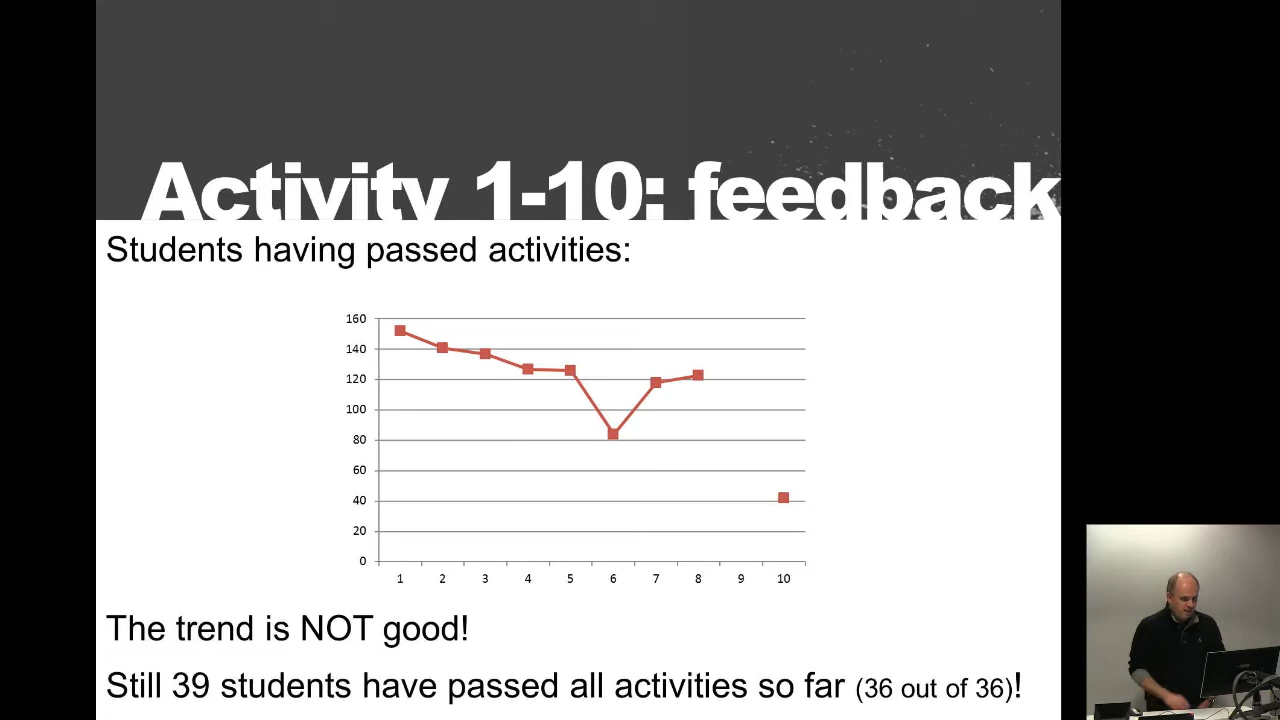 Activity 1-10: feedback
Students having passed activities:
160
140
120
100
80
60
40
20
0
1 2 3 4 5 6 7 8 9 10
The trend is NOT good!
Still 39 students have passed all activities so far (36 out of 36)!